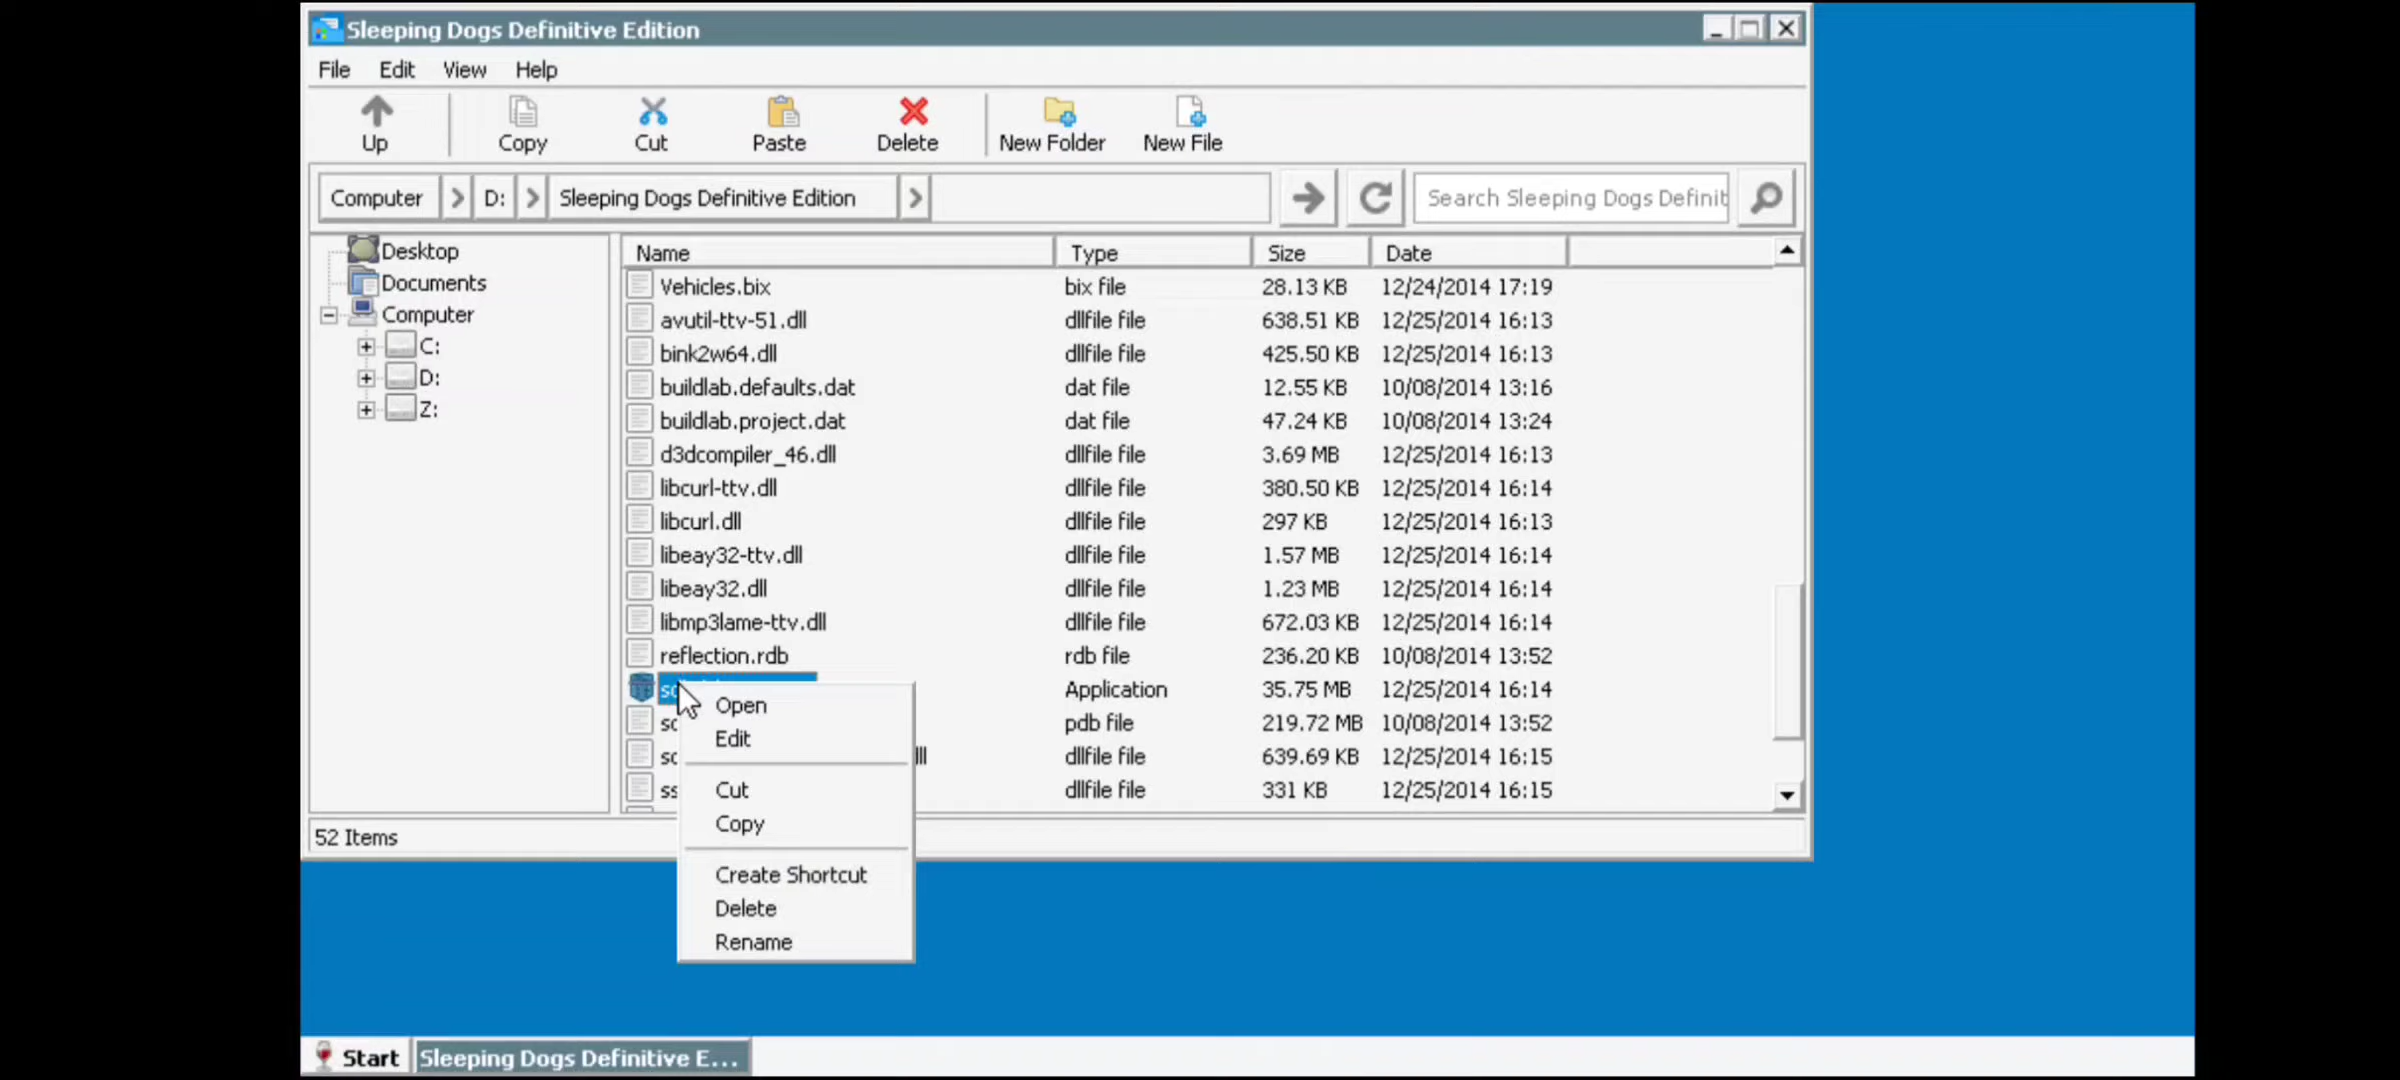 Sleeping Dogs Definitive Edition
File Edit View Help
Up Copy Cut Paste Delete New Folder New File
Computer D: Sleeping Dogs Definitive Edition Search Sleeping Dogs Definit
Desktop
Documents
Computer
C:
D:
Z:
Name Type Size Date
Vehicles.bix bix file 28.13 KB 12/24/2014 17:19
avutil-ttv-51.dll dllfile file 638.51 KB 12/25/2014 16:13
bink2w64.dll dllfile file 425.50 KB 12/25/2014 16:13
buildlab.defaults.dat dat file 12.55 KB 10/08/2014 13:16
buildlab.project.dat dat file 47.24 KB 10/08/2014 13:24
d3dcompiler_46.dll dllfile file 3.69 MB 12/25/2014 16:13
libcurl-ttv.dll dllfile file 380.50 KB 12/25/2014 16:14
libcurl.dll dllfile file 297 KB 12/25/2014 16:13
libeay32-ttv.dll dllfile file 1.57 MB 12/25/2014 16:14
libeay32.dll dllfile file 1.23 MB 12/25/2014 16:14
libmp3lame-ttv.dll dllfile file 672.03 KB 12/25/2014 16:14
reflection.rdb rdb file 236.20 KB 10/08/2014 13:52
Application 35.75 MB 12/25/2014 16:14
pdb file 219.72 MB 10/08/2014 13:52
dllfile file 639.69 KB 12/25/2014 16:15
dllfile file 331 KB 12/25/2014 16:15
Open
Edit
Cut
Copy
Create Shortcut
Delete
Rename
52 Items
Start Sleeping Dogs Definitive E...